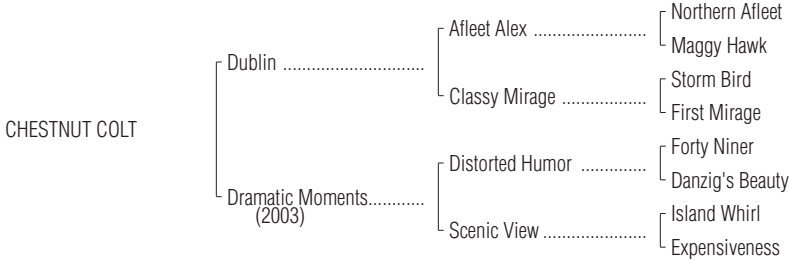 Northern Afleet
Afleet Alex ........................
Maggy Hawk
Dublin ..............................
Storm Bird
Classy Mirage ..................
First Mirage
CHESTNUT COLT
Forty Niner
Distorted Humor ..............
Danzig's Beauty
Dramatic Moments............
(2003)
Island Whirl
Scenic View ......................
Expensiveness